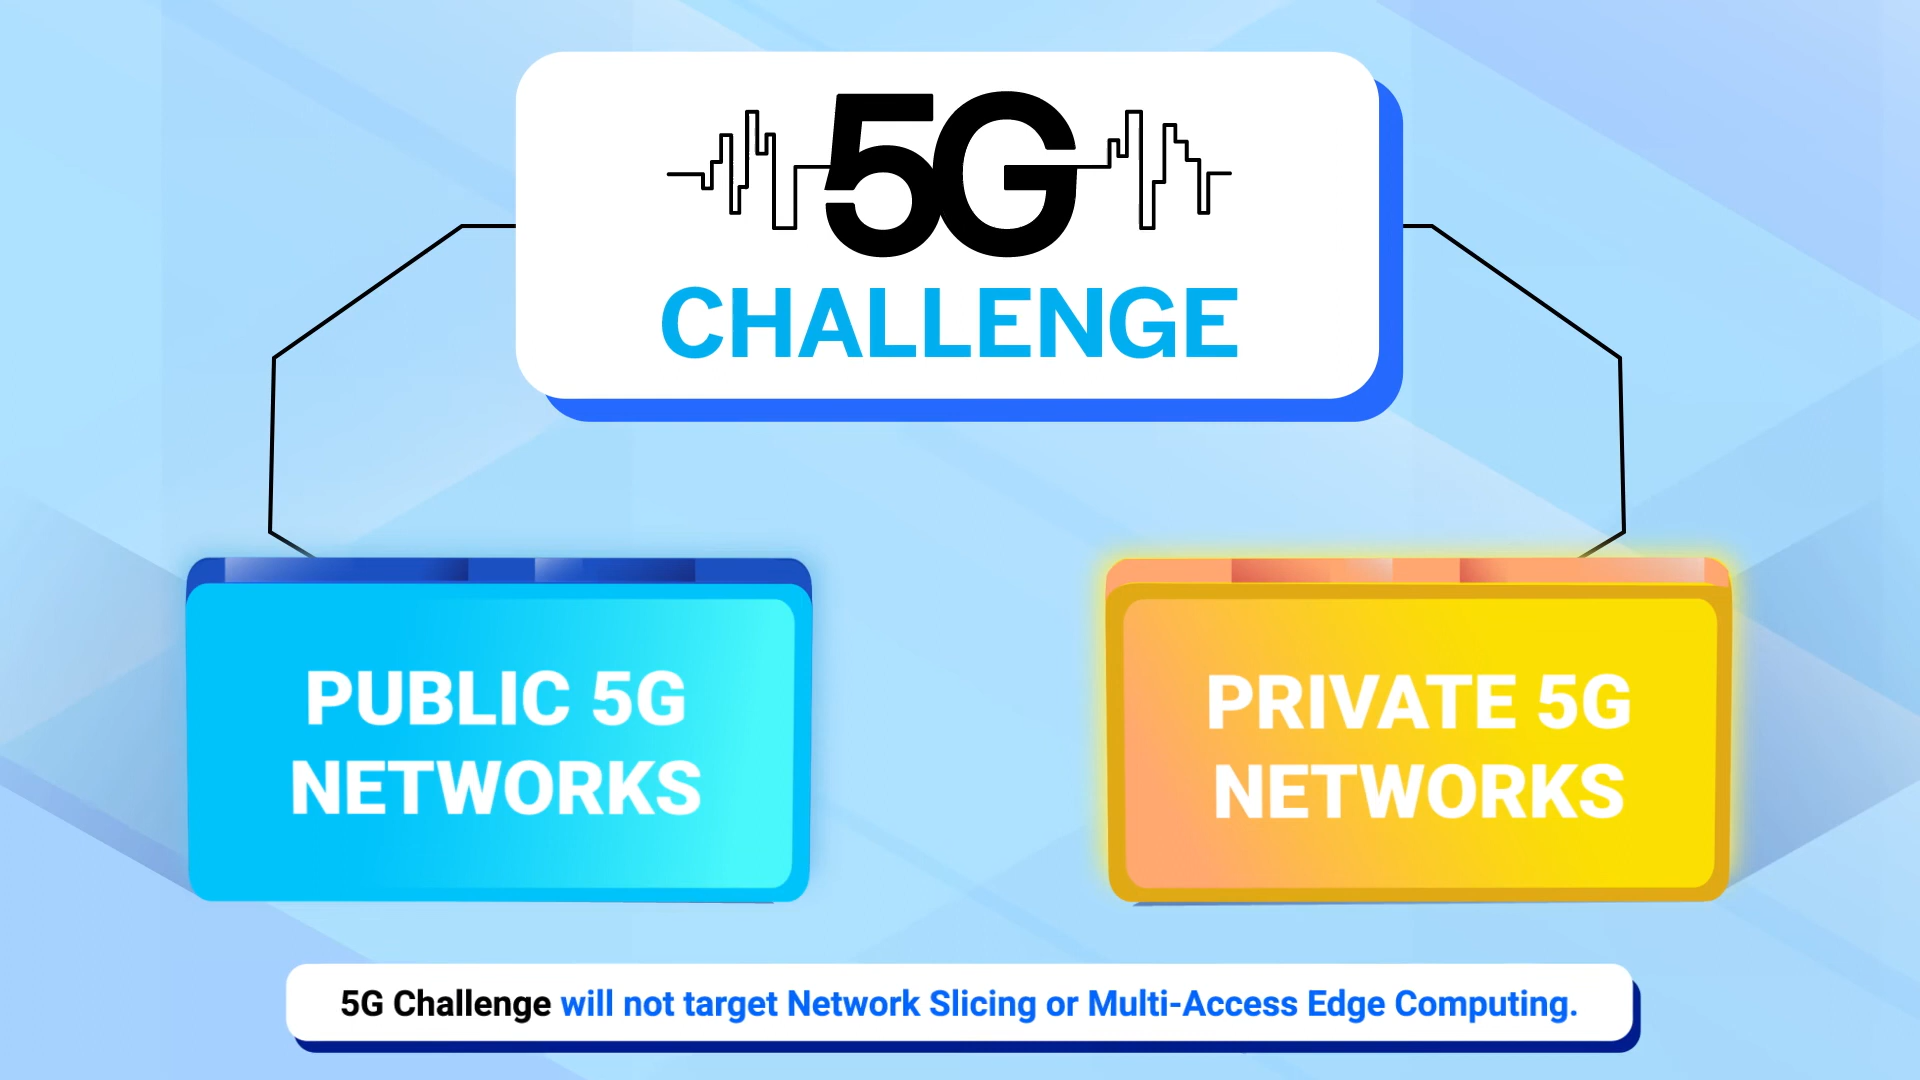 5G
CHALLENGE
PUBLIC 5G
NETWORKS
PRIVATE 5G
NETWORKS
5G Challenge will not target Network Slicing or Multi-Access Edge Computing.